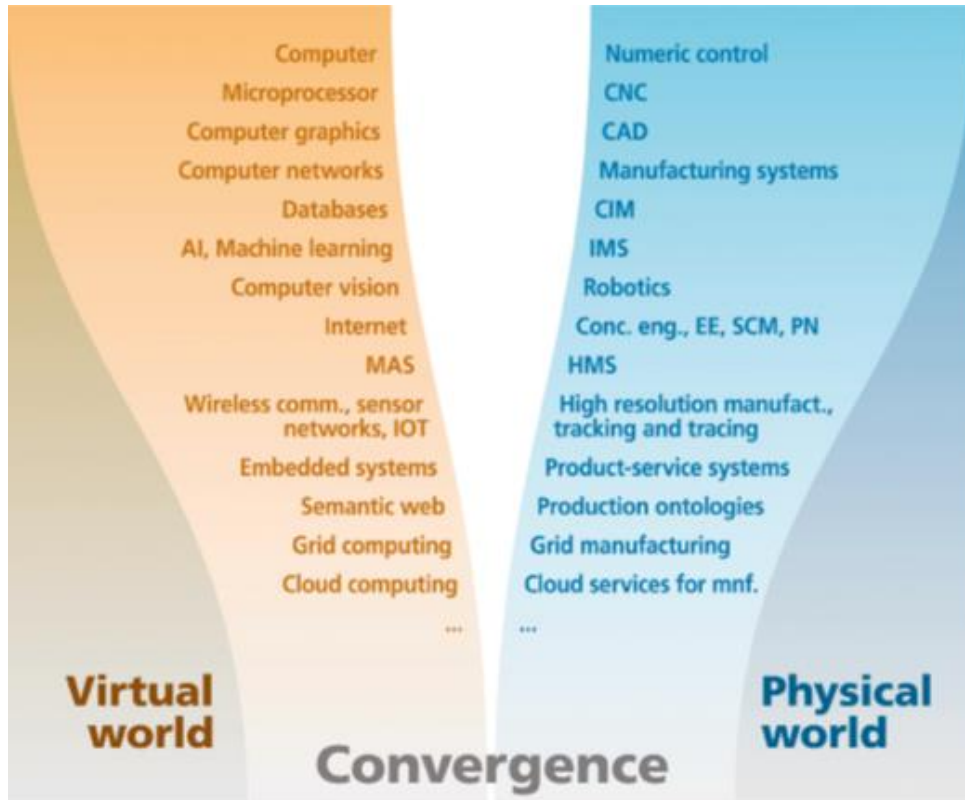 Computer
Numeric control
Microprocessor
CNC
Computer graphics
CAD
Computer networks
Manufacturing systems
Databases
CIM
AI, Machine learning
IMS
Computer vision
Robotics
Internet
Conc. eng., EE, SCM, PN
MAS
HMS
Wireless comm., sensor
networks, IOT
High resolution manufact.,
tracking and tracing
Embedded systems
Product-service systems
Semantic web
Production ontologies
Grid computing
Grid manufacturing
Cloud computing
Cloud services for mnf.
...
...
Virtual
world
Physical
world
Convergence